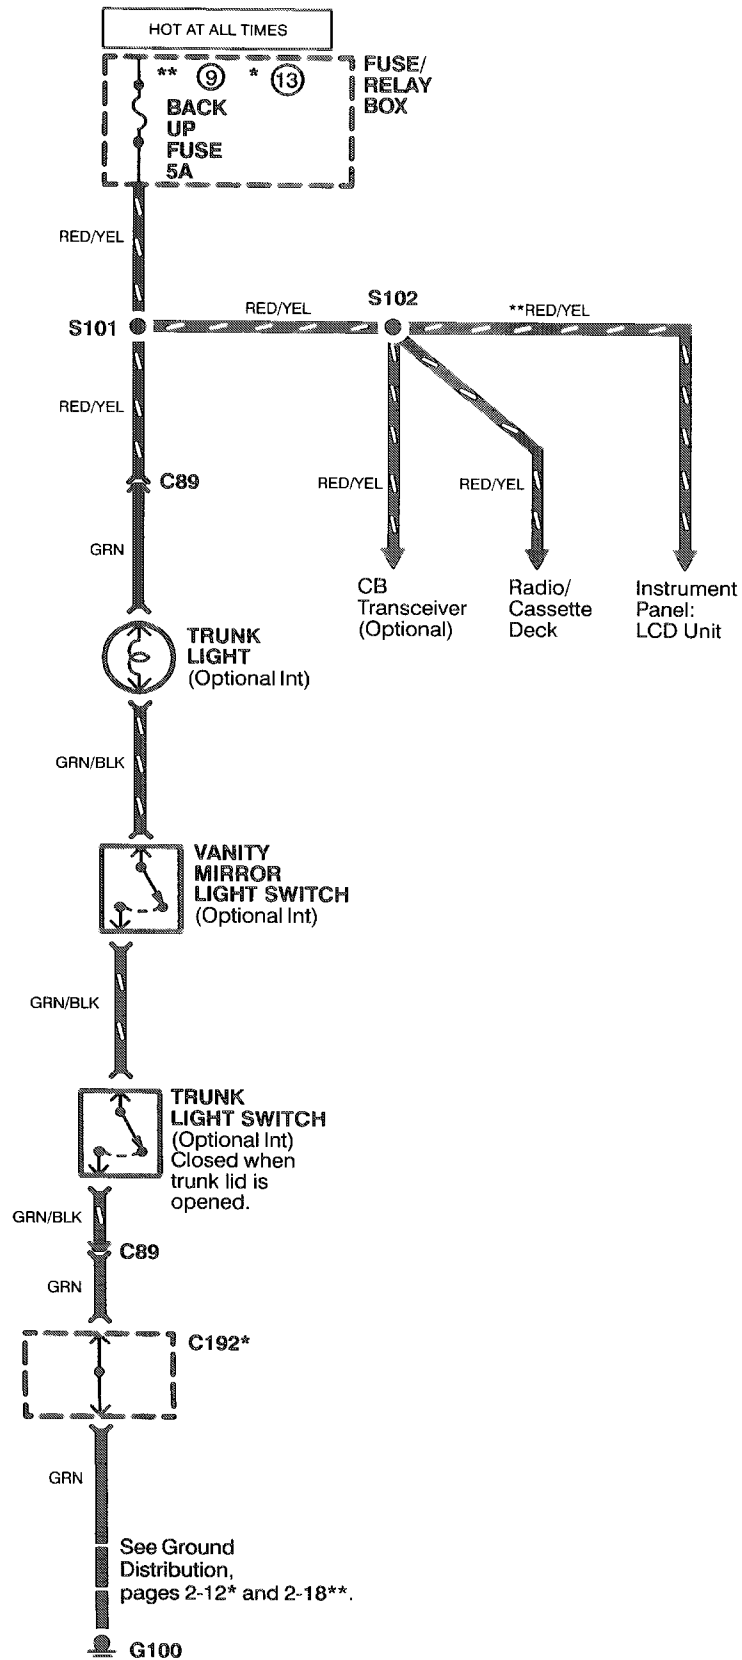 HOT AT ALL TIMES
** 9 * 13
FUSE/
RELAY
BOX
BACK
UP
FUSE
5A
RED/YEL
S101
RED/YEL
S102
**RED/YEL
RED/YEL
C89
RED/YEL
RED/YEL
GRN
CB
Transceiver
(Optional)
Radio/
Cassette
Deck
Instrument
Panel:
LCD Unit
TRUNK
LIGHT
(Optional Int)
GRN/BLK
VANITY
MIRROR
LIGHT SWITCH
(Optional Int)
GRN/BLK
TRUNK
LIGHT SWITCH
(Optional Int)
Closed when
trunk lid is
opened.
GRN/BLK
C89
GRN
C192*
GRN
See Ground
Distribution,
pages 2-12* and 2-18**.
G100